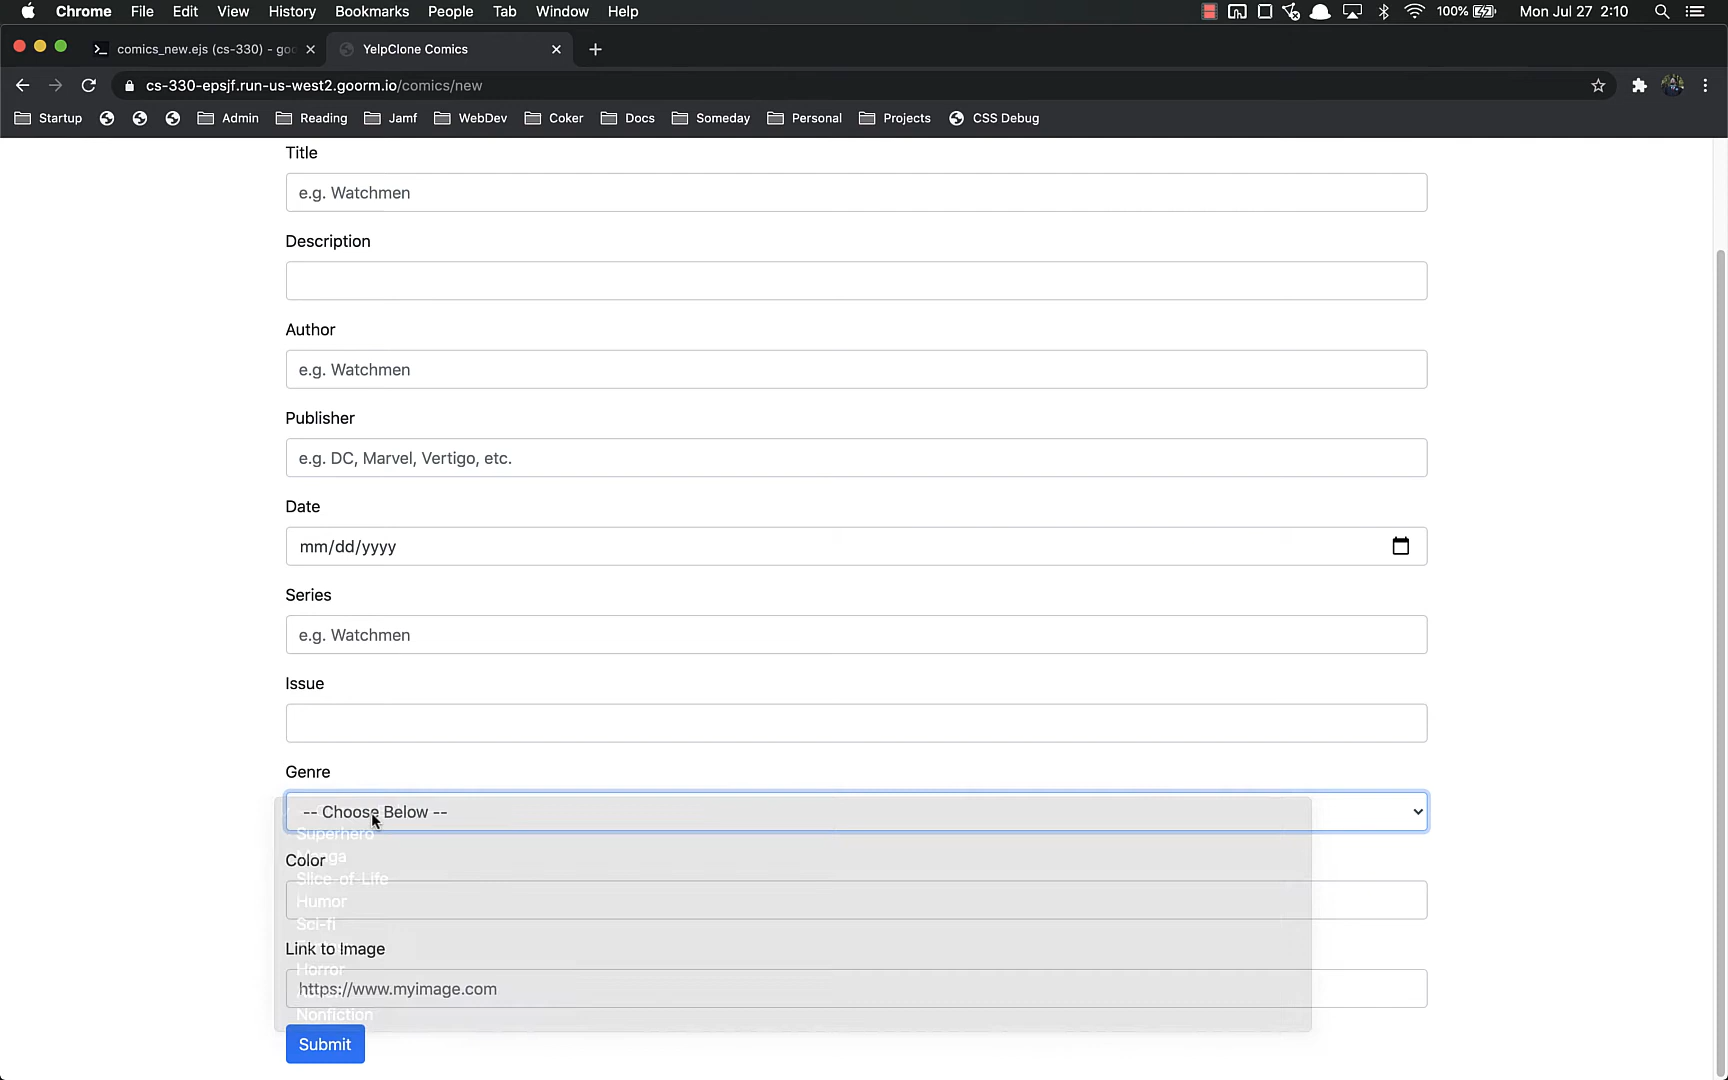 Chrome File Edit View History Bookmarks People Tab Window Help 100% Mon Jul 27 2:10
comics_new.ejs (cs-330) - goo YelpClone Comics
cs-330-epsjf.run-us-west2.goorm.io/comics/new
Startup Admin Reading Jamf WebDev Coker Docs Someday Personal Projects CSS Debug
Title
e.g. Watchmen
Description
Author
e.g. Watchmen
Publisher
e.g. DC, Marvel, Vertigo, etc.
Date
mm/dd/yyyy
Series
e.g. Watchmen
Issue
Genre
-- Choose Below --
Superhero
Manga
Color
Slice-of-Life
Humor
Sci-fi
Link to Image
Horror
https://www.myimage.com
Nonfiction
Submit